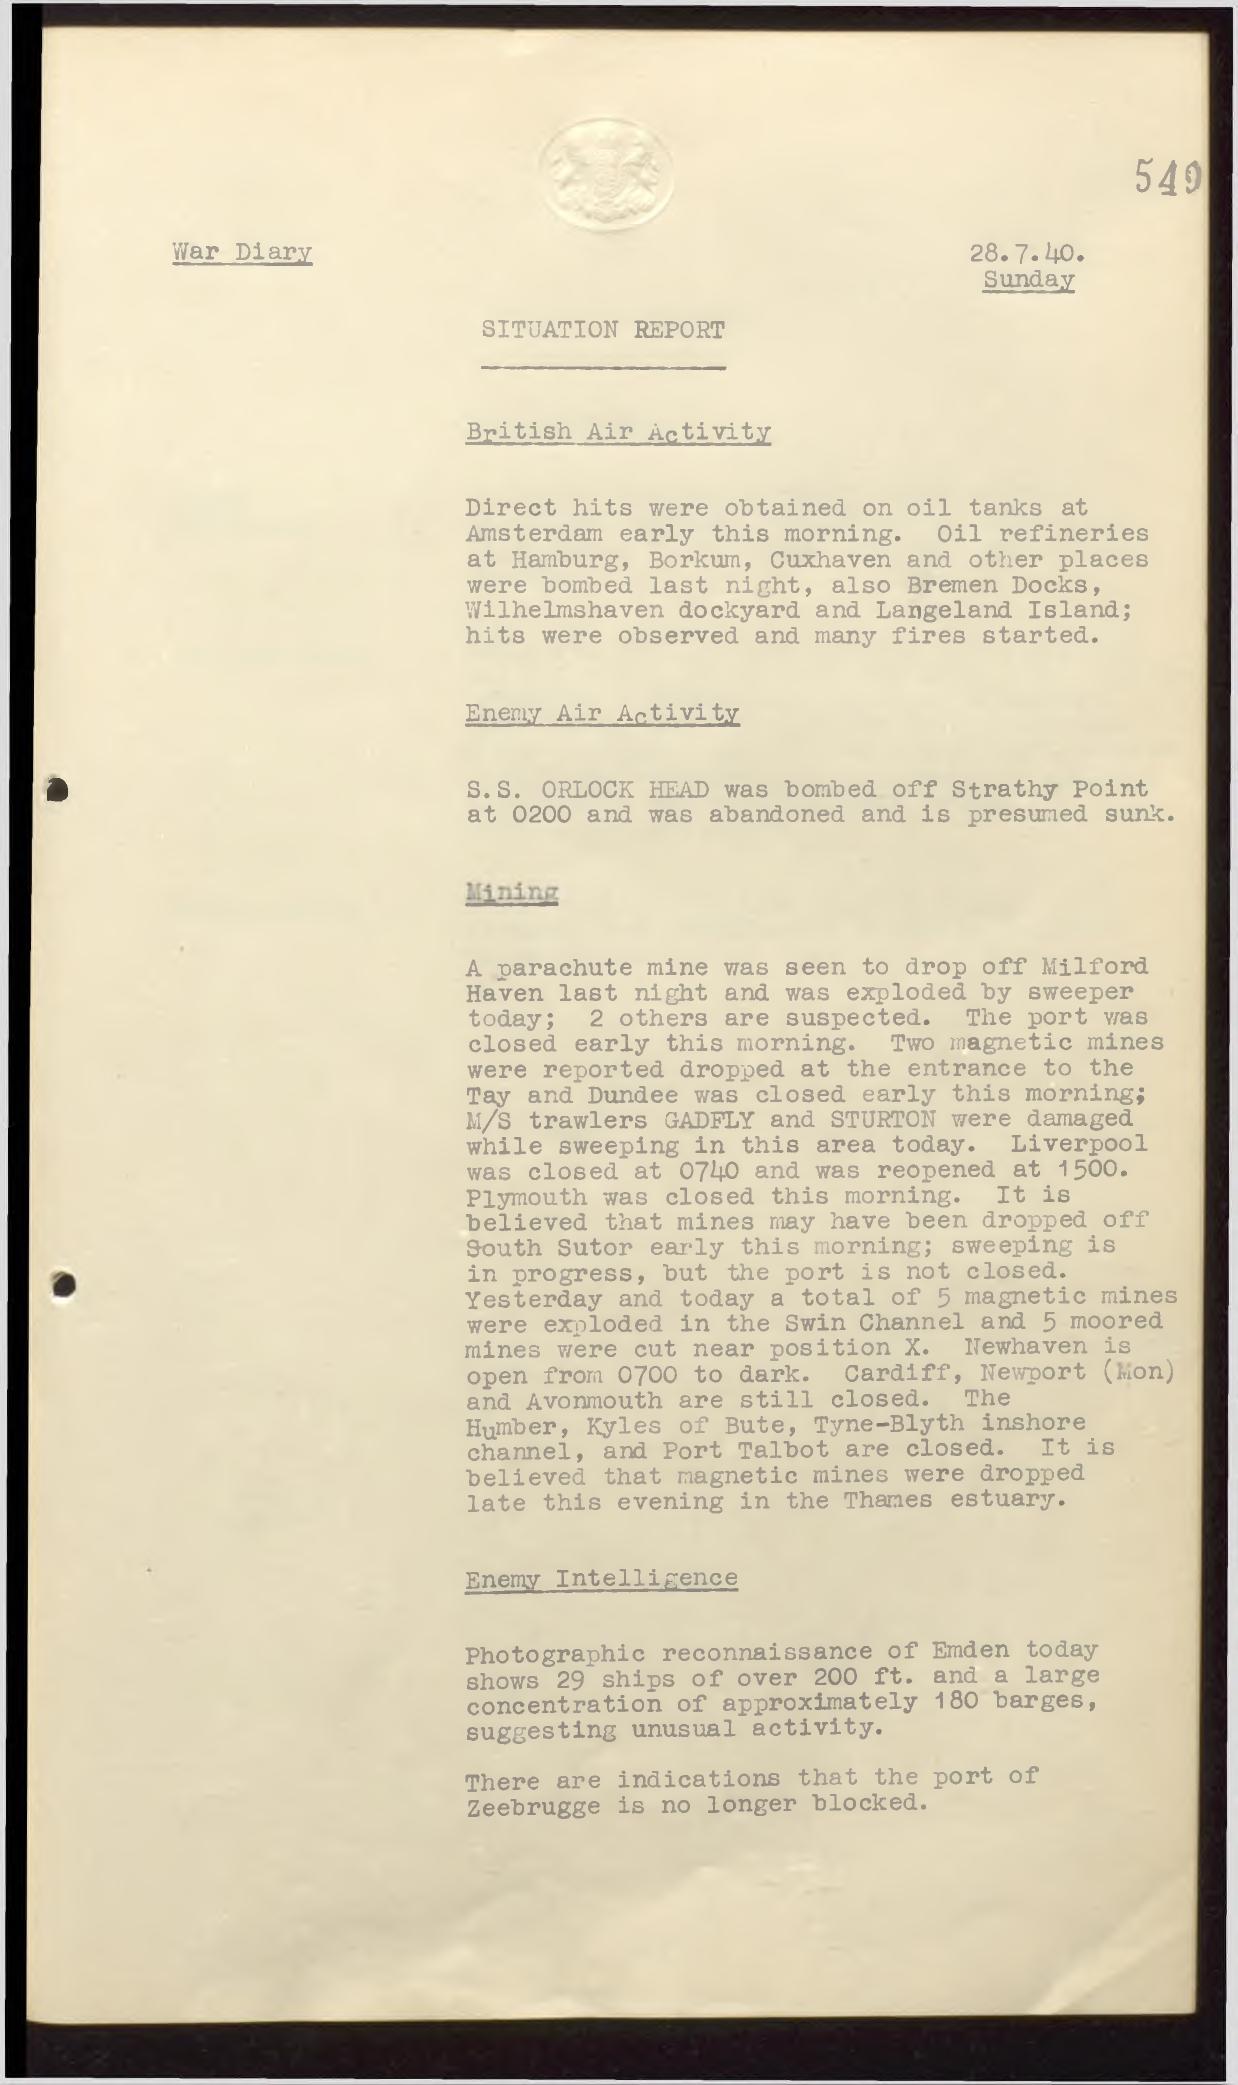 549
War Diary
28.7.40.
Sunday
SITUATION REPORT
British Air Activity
Direct hits were obtained on oil tanks at
Amsterdam early this morning. Oil refineries
at Hamburg, Borkum, Cuxhaven and other places
were bombed last night, also Bremen Docks,
Wilhelmshaven dockyard and Langeland Island;
hits were observed and many fires started.
Enemy Air Activity
S.S. ORLOCK HEAD was bombed off Strathy Point
at 0200 and was abandoned and is presumed sunk.
Mining
A parachute mine was seen to drop off Milford
Haven last night and was exploded by sweeper
today; 2 others are suspected. The port was
closed early this morning. Two magnetic mines
were reported dropped at the entrance to the
Tay and Dundee was closed early this morning;
M/S trawlers GADFLY and STURTON were damaged
while sweeping in this area today. Liverpool
was closed at 0740 and was reopened at 1500.
Plymouth was closed this morning. It is
believed that mines may have been dropped off
South Sutor early this morning; sweeping is
in progress, but the port is not closed.
Yesterday and today a total of 5 magnetic mines
were exploded in the Swin Channel and 5 moored
mines were cut near position X. Newhaven is
open from 0700 to dark. Cardiff, Newport (Mon)
and Avonmouth are still closed. The
Humber, Kyles of Bute, Tyne-Blyth inshore
channel, and Port Talbot are closed. It is
believed that magnetic mines were dropped
late this evening in the Thames estuary.
Enemy Intelligence
Photographic reconnaissance of Emden today
shows 29 ships of over 200 ft. and a large
concentration of approximately 180 barges,
suggesting unusual activity.
There are indications that the port of
Zeebrugge is no longer blocked.